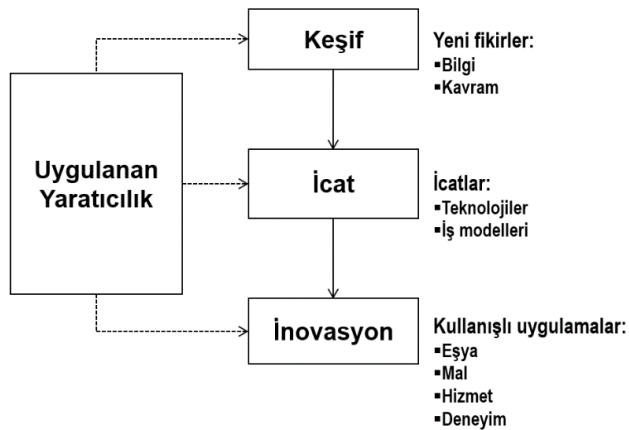 Keşif
Yeni fikirler:
▪Bilgi
▪Kavram
Uygulanan
Yaratıcılık
İcat
İcatlar:
▪Teknolojiler
▪İş modelleri
İnovasyon
Kullanışlı uygulamalar:
▪Eşya
▪Mal
▪Hizmet
▪Deneyim